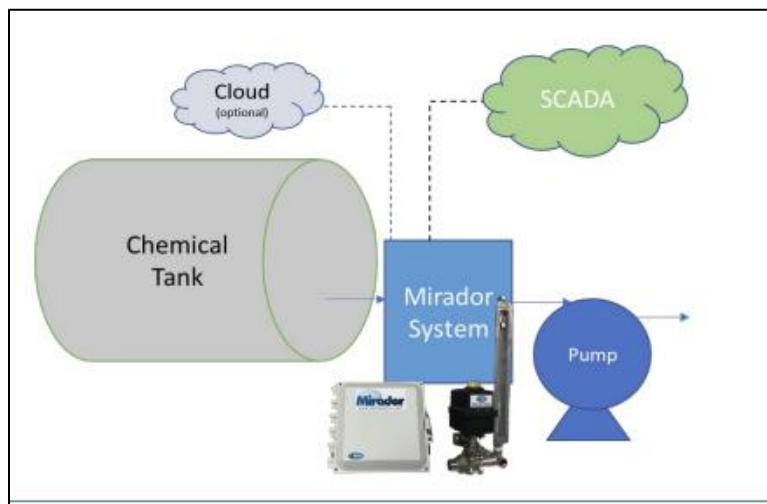 Cloud
(optional)
SCADA
Chemical
Tank
Mirador
System
Pump
Mirador